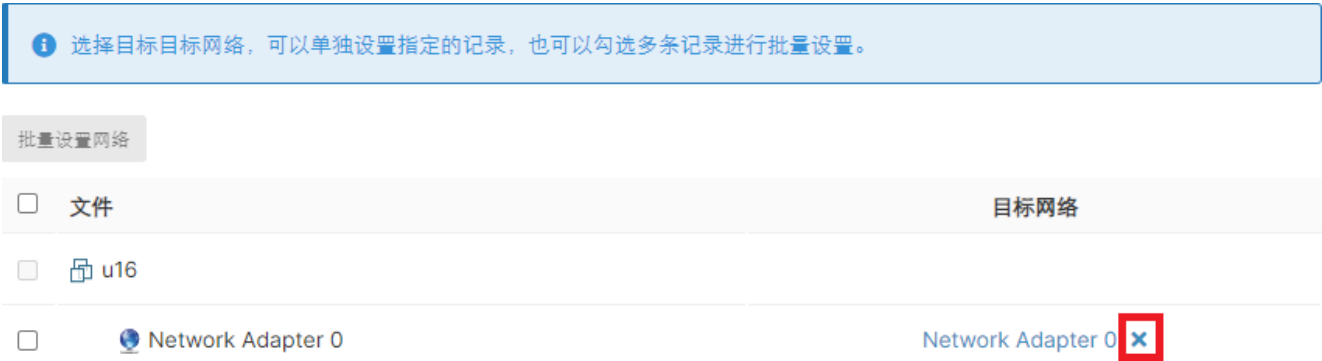 选择目标目标网络，可以单独设置指定的记录，也可以勾选多条记录进行批量设置。
批量设置网络
文件 目标网络
u16
Network Adapter 0 Network Adapter 0